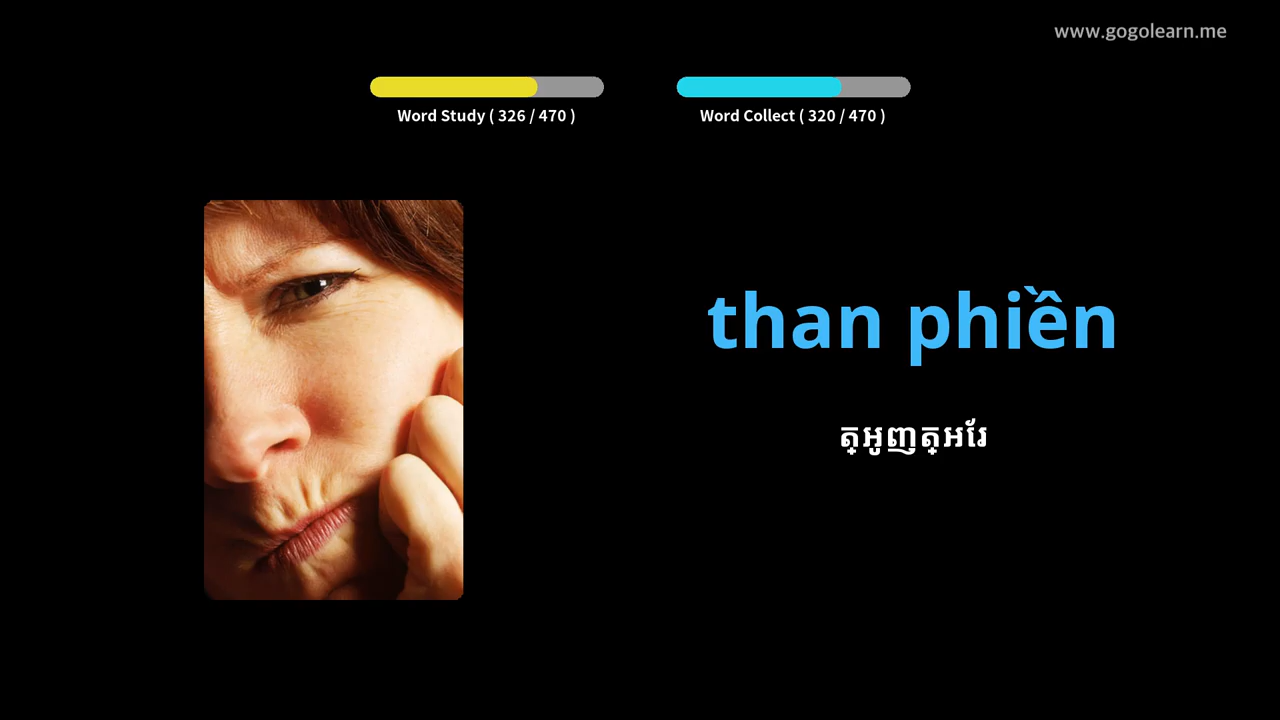 www.gogolearn.me
Word Study ( 326 / 470 )
Word Collect ( 320 / 470 )
than phiền
ត្អូញត្អរែ